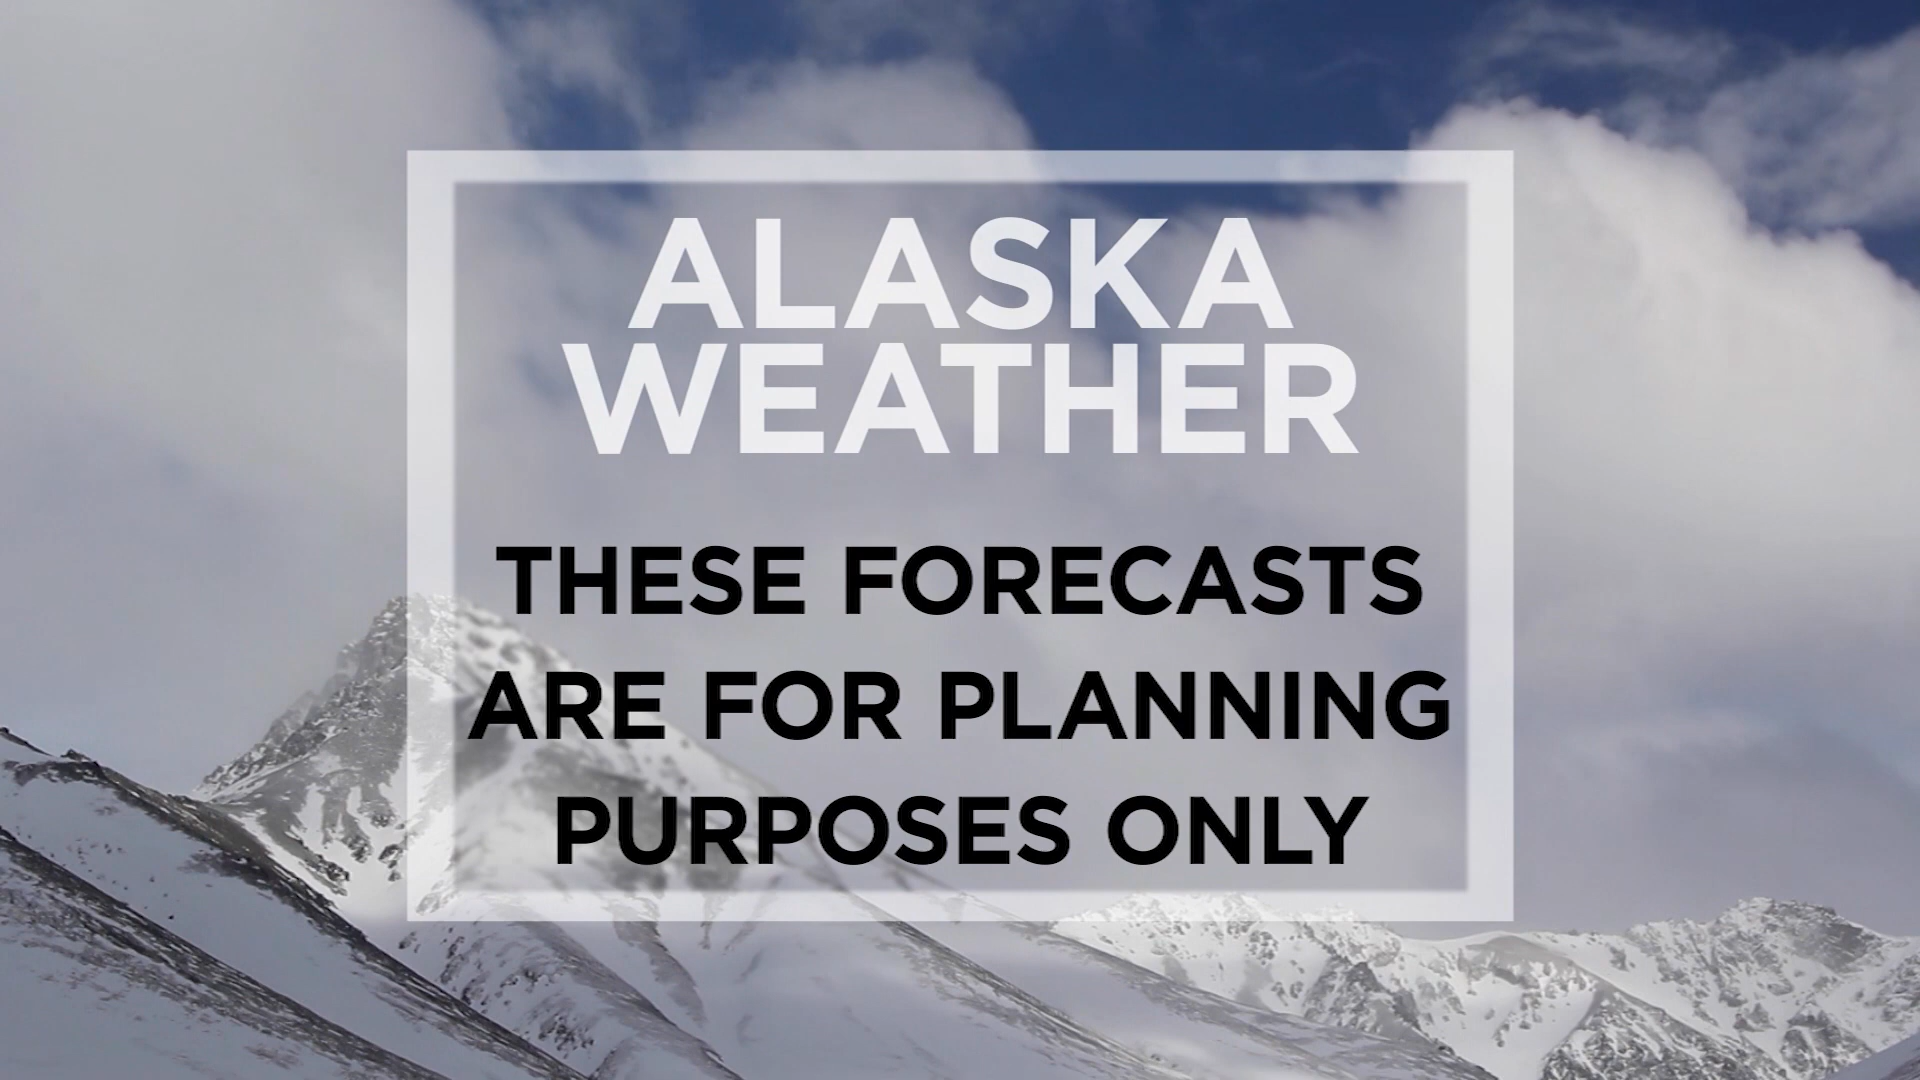 ALASKA
WEATHER
THESE FORECASTS
ARE FOR PLANNING
PURPOSES ONLY